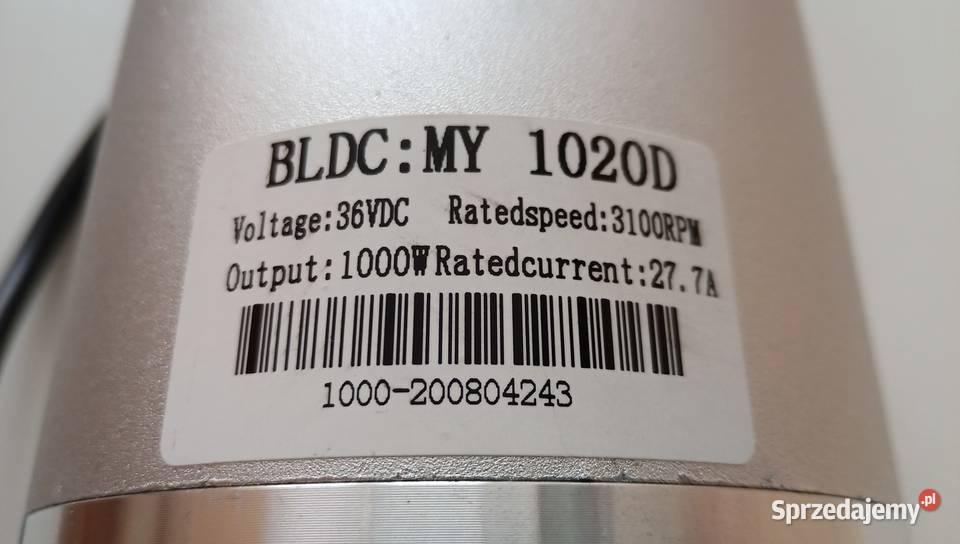 BLDC:MY 1020D
Voltage:36VDC Ratedspeed:3100RPM
Output:1000W Ratedcurrent:27.7A
1000-200804243
Sprzedajemy.pl